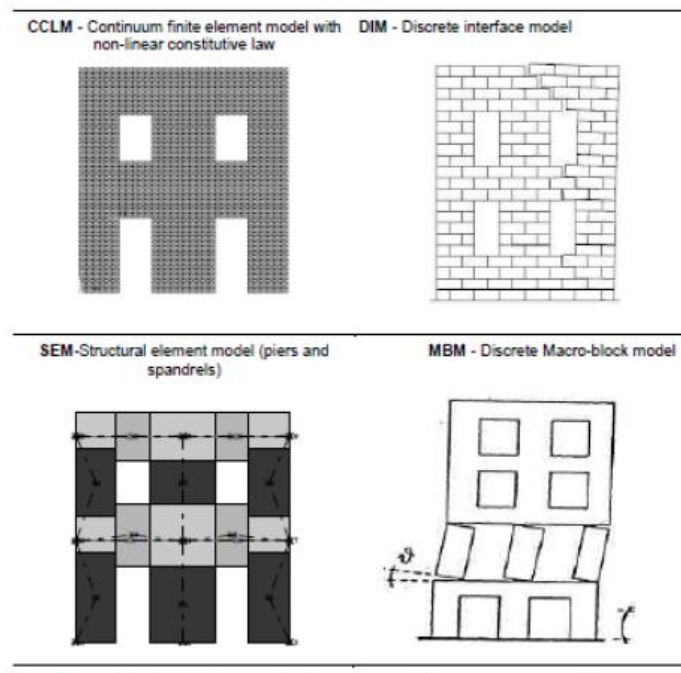 CCLM - Continuum finite element model with
non-linear constitutive law
DIM - Discrete interface model
SEM-Structural element model (piers and
spandrels)
MBM - Discrete Macro-block model
ϑ